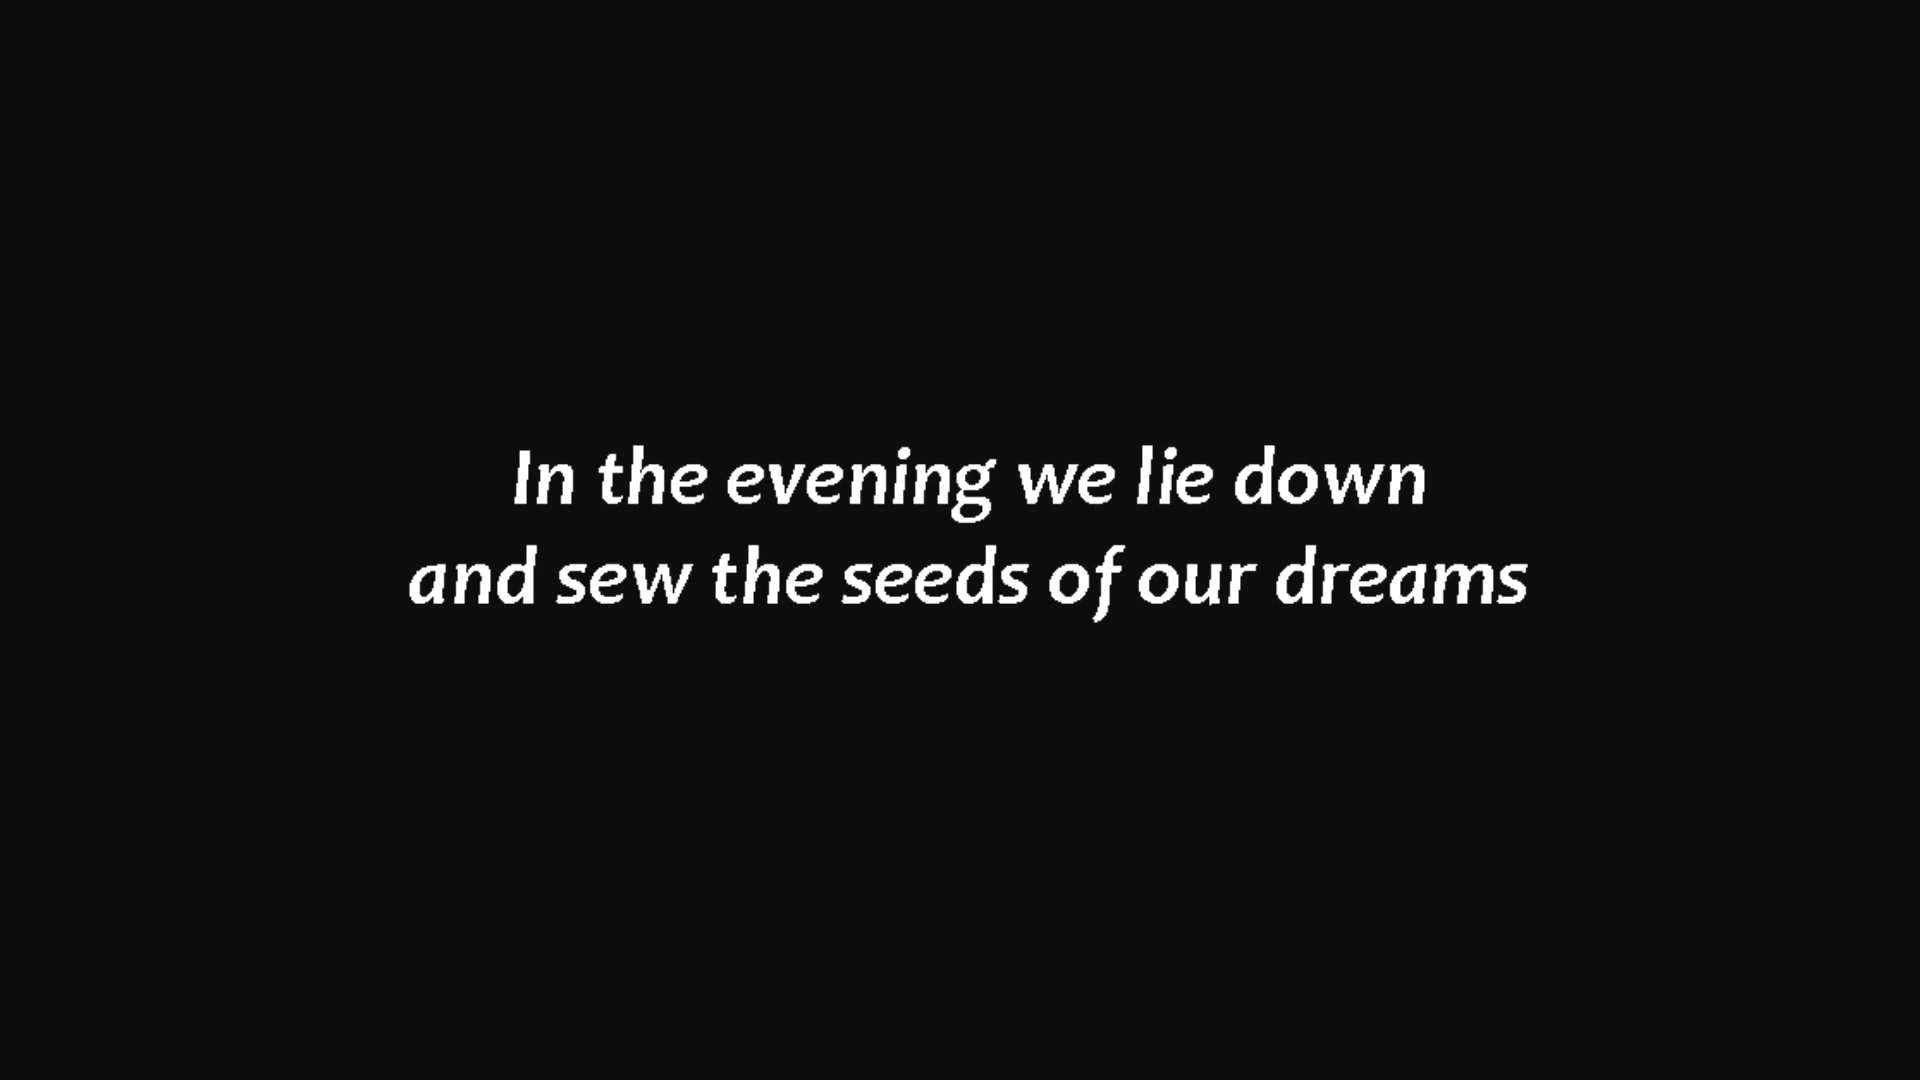 In the evening we lie down
and sew the seeds of our dreams